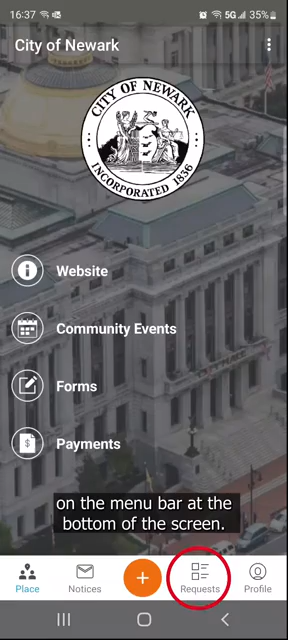 16:37
5G 35%
City of Newark
CITY OF NEWARK
INCORPORATED 1836
Website
Community Events
Forms
$
Payments
on the menu bar at the
bottom of the screen.
Place
Notices
Requests
Profile